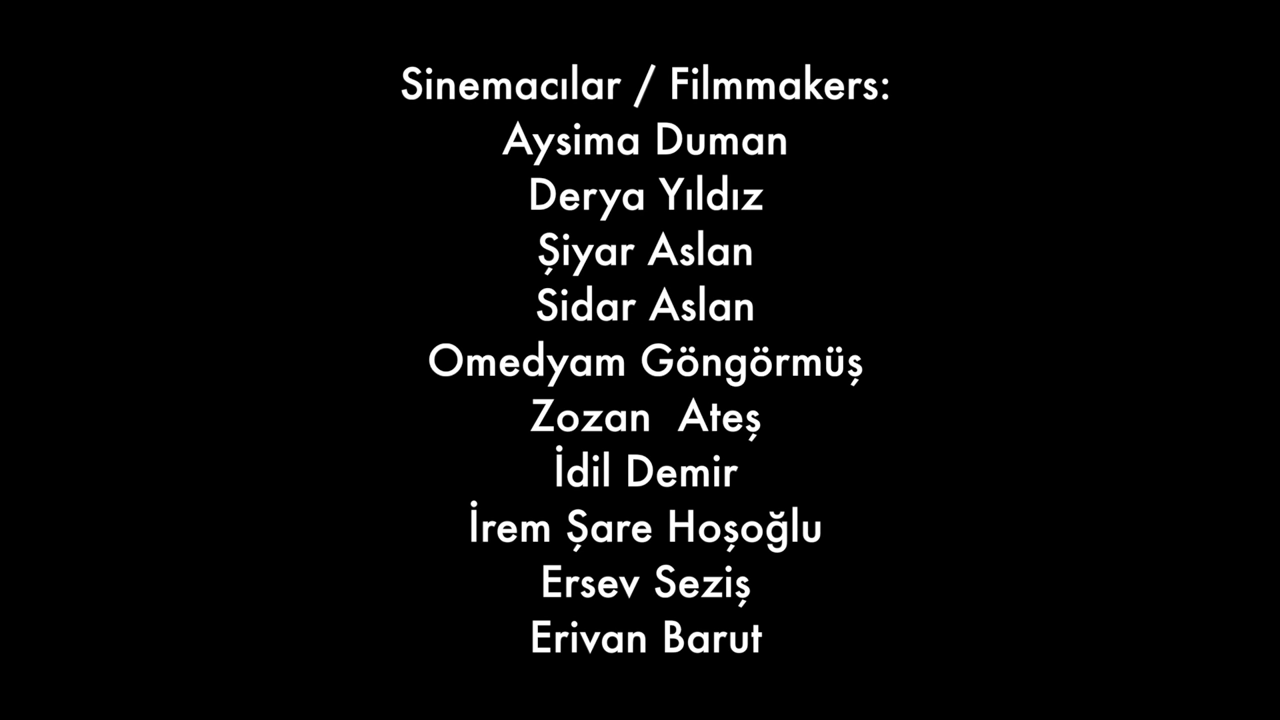 Sinemacılar / Filmmakers:
Aysima Duman
Derya Yıldız
Şiyar Aslan
Sidar Aslan
Omedyam Göngörmüş
Zozan  Ateş
İdil Demir
İrem Şare Hoşoğlu
Ersev Seziş
Erivan Barut